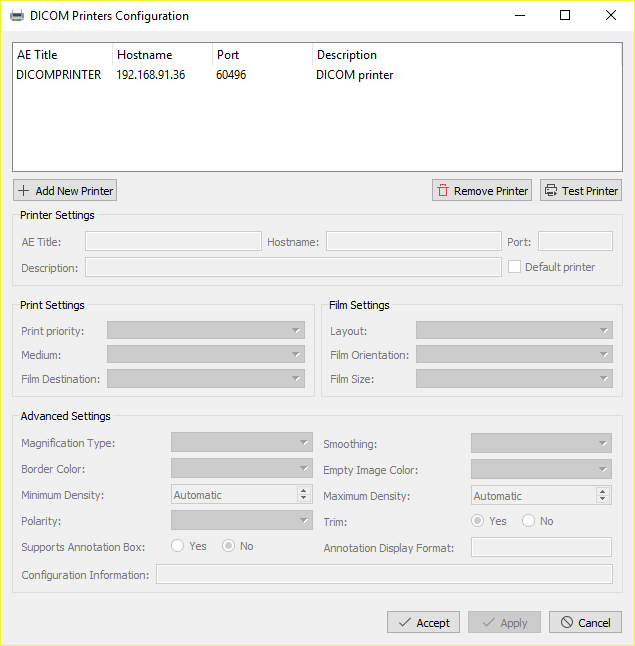 DICOM Printers Configuration
AE Title Hostname Port Description
DICOMPRINTER 192.168.91.36 60496 DICOM printer
Add New Printer Remove Printer Test Printer
Printer Settings
AE Title: Hostname: Port:
Description: Default printer
Print Settings Film Settings
Print priority: Layout:
Medium: Film Orientation:
Film Destination: Film Size:
Advanced Settings
Magnification Type: Smoothing:
Border Color: Empty Image Color:
Minimum Density: Automatic Maximum Density: Automatic
Polarity: Trim: Yes No
Supports Annotation Box: Yes No Annotation Display Format:
Configuration Information:
Accept Apply Cancel